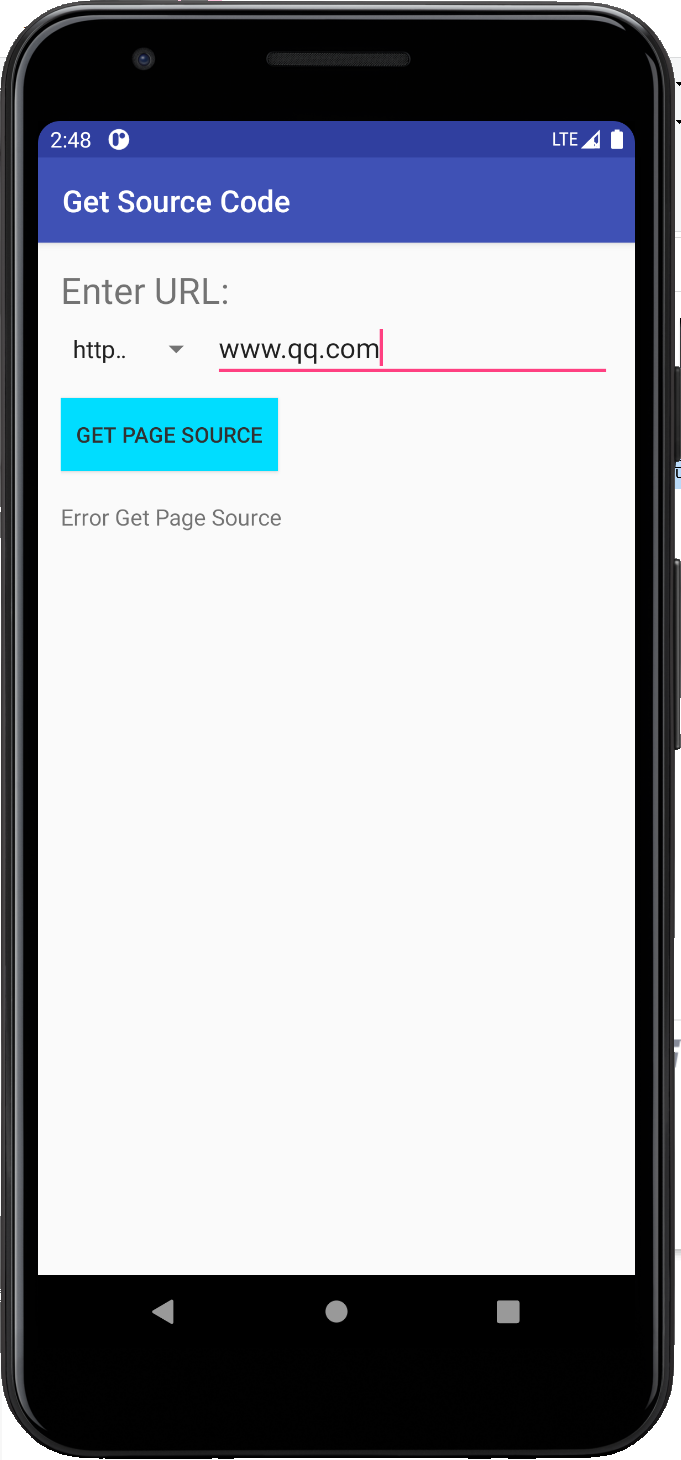 2:48 LTE
Get Source Code
Enter URL:
http.. www.qq.com
GET PAGE SOURCE
Error Get Page Source